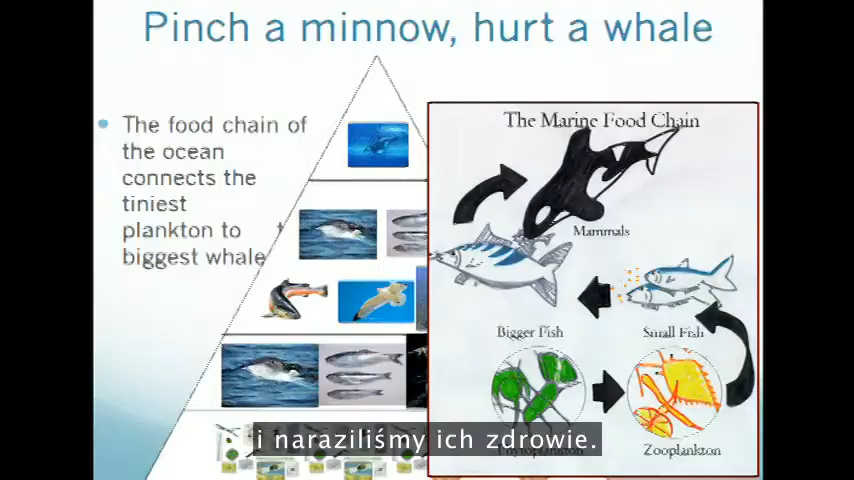 Pinch a minnow, hurt a whale
The food chain of
the ocean
connects the
tiniest
plankton to
biggest whale
The Marine Food Chain
Mammals
Bigger Fish
Small Fish
Zooplankton
i naraziliśmy ich zdrowie.